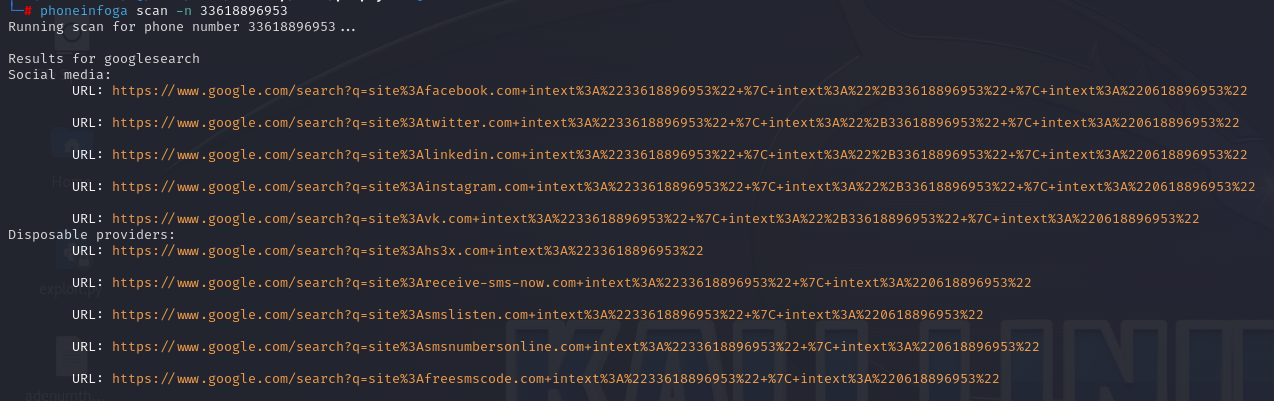 └─# phoneinfoga scan -n 33618896953
Running scan for phone number 33618896953...
Results for googlesearch
Social media:
URL: https://www.google.com/search?q=site%3Afacebook.com+intext%3A%2233618896953%22+%7C+intext%3A%22%2B33618896953%22+%7C+intext%3A%220618896953%22
URL: https://www.google.com/search?q=site%3Atwitter.com+intext%3A%2233618896953%22+%7C+intext%3A%22%2B33618896953%22+%7C+intext%3A%220618896953%22
URL: https://www.google.com/search?q=site%3Alinkedin.com+intext%3A%2233618896953%22+%7C+intext%3A%22%2B33618896953%22+%7C+intext%3A%220618896953%22
URL: https://www.google.com/search?q=site%3Ainstagram.com+intext%3A%2233618896953%22+%7C+intext%3A%22%2B33618896953%22+%7C+intext%3A%220618896953%22
URL: https://www.google.com/search?q=site%3Avk.com+intext%3A%2233618896953%22+%7C+intext%3A%22%2B33618896953%22+%7C+intext%3A%220618896953%22
Disposable providers:
URL: https://www.google.com/search?q=site%3Ahs3x.com+intext%3A%2233618896953%22
URL: https://www.google.com/search?q=site%3Areceive-sms-now.com+intext%3A%2233618896953%22+%7C+intext%3A%220618896953%22
URL: https://www.google.com/search?q=site%3Asmslisten.com+intext%3A%2233618896953%22+%7C+intext%3A%220618896953%22
URL: https://www.google.com/search?q=site%3Asmsnumbersonline.com+intext%3A%2233618896953%22+%7C+intext%3A%220618896953%22
URL: https://www.google.com/search?q=site%3Afreesmscode.com+intext%3A%2233618896953%22+%7C+intext%3A%220618896953%22